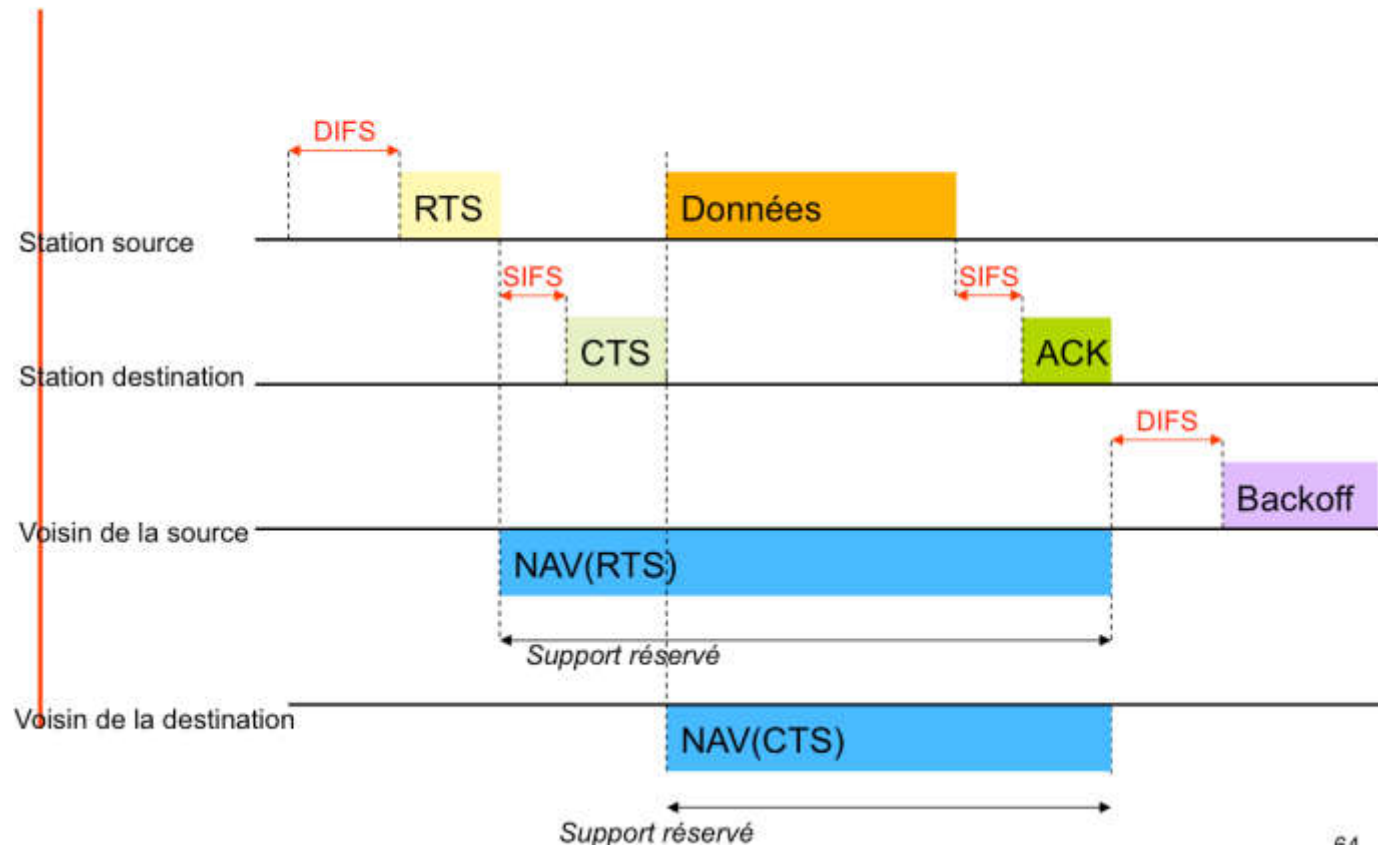 DIFS
RTS
Données
Station source
SIFS
SIFS
CTS
ACK
Station destination
DIFS
Backoff
Voisin de la source
NAV(RTS)
Support réservé
Voisin de la destination
NAV(CTS)
Support réservé
64